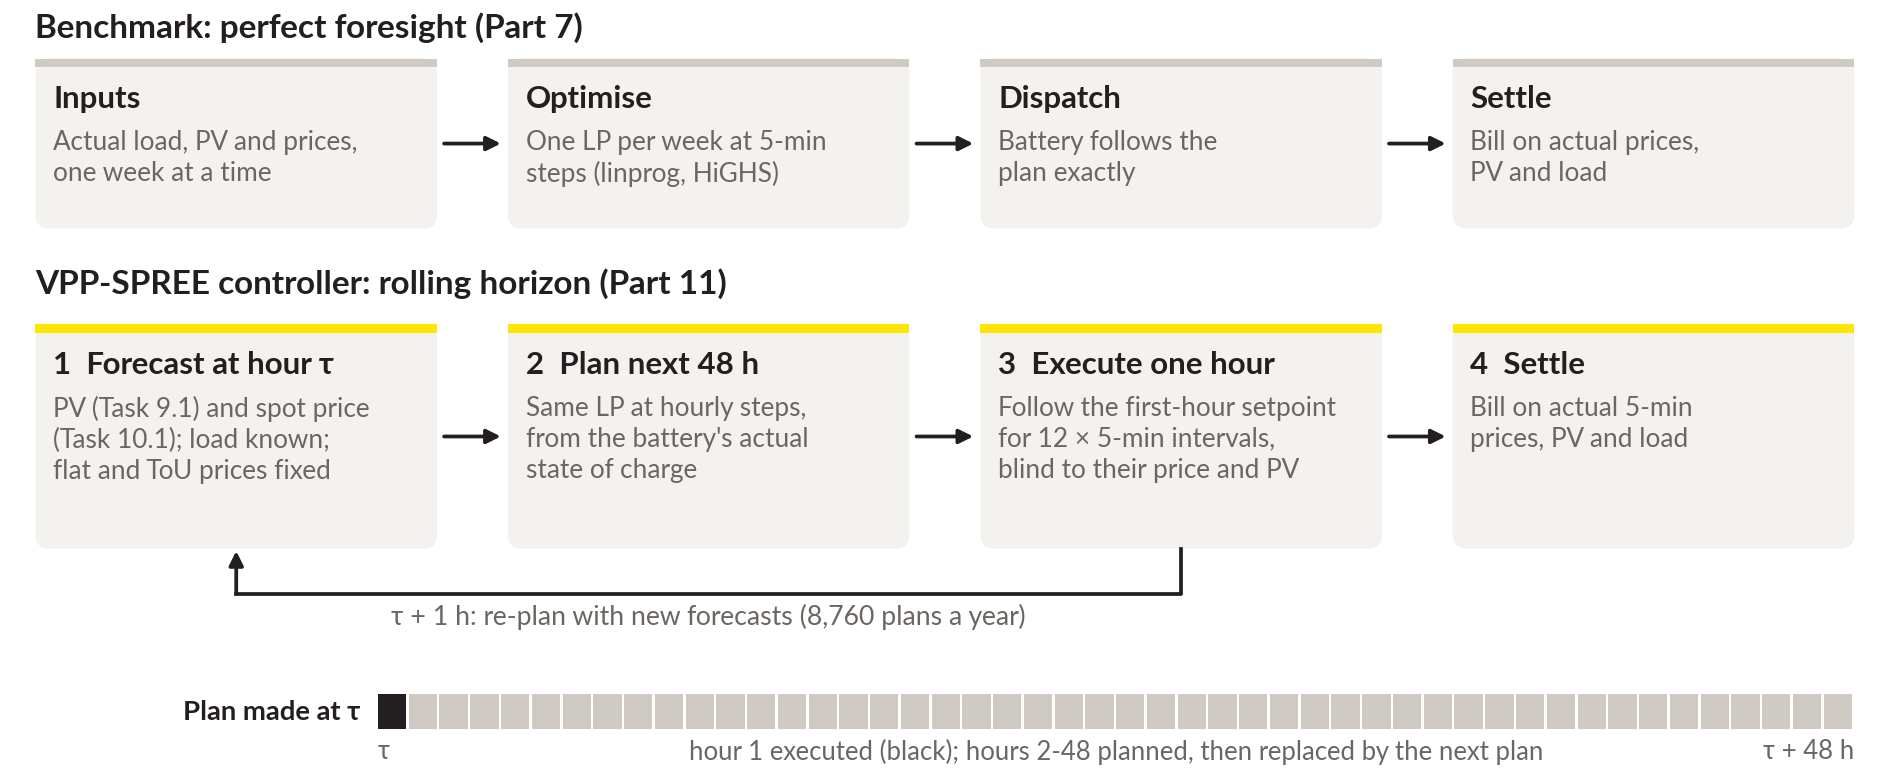 Benchmark: perfect foresight (Part 7)
Inputs
Actual load, PV and prices,
one week at a time
Optimise
One LP per week at 5-min
steps (linprog, HiGHS)
Dispatch
Battery follows the
plan exactly
Settle
Bill on actual prices,
PV and load
VPP-SPREE controller: rolling horizon (Part 11)
1 Forecast at hour τ
PV (Task 9.1) and spot price
(Task 10.1); load known;
flat and ToU prices fixed
2 Plan next 48 h
Same LP at hourly steps,
from the battery's actual
state of charge
3 Execute one hour
Follow the first-hour setpoint
for 12 × 5-min intervals,
blind to their price and PV
4 Settle
Bill on actual 5-min
prices, PV and load
τ + 1 h: re-plan with new forecasts (8,760 plans a year)
Plan made at τ
τ
hour 1 executed (black); hours 2-48 planned, then replaced by the next plan
τ + 48 h